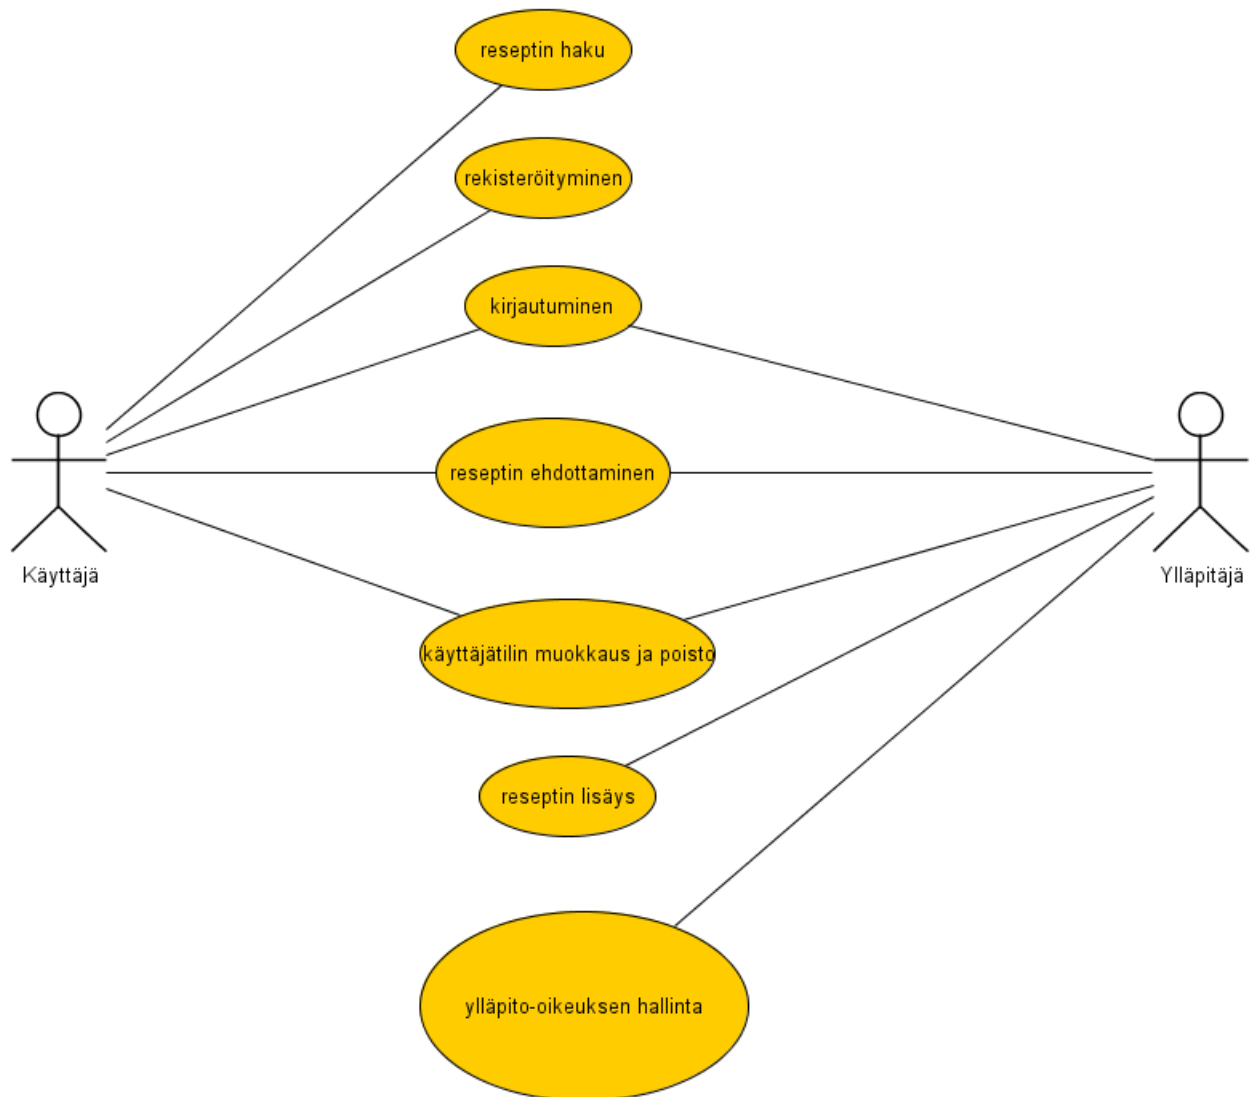 reseptin haku
rekisteröityminen
kirjautuminen
reseptin ehdottaminen
Käyttäjä
Ylläpitäjä
käyttäjätilin muokkaus ja poisto
reseptin lisäys
ylläpito-oikeuksen hallinta